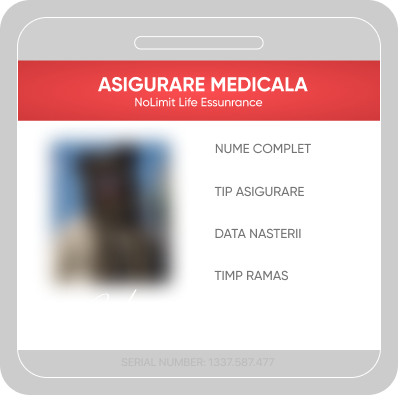 ASIGURARE MEDICALA
NoLimit Life Essunrance
NUME COMPLET
TIP ASIGURARE
DATA NASTERII
TIMP RAMAS
SERIAL NUMBER: 1337.587.477